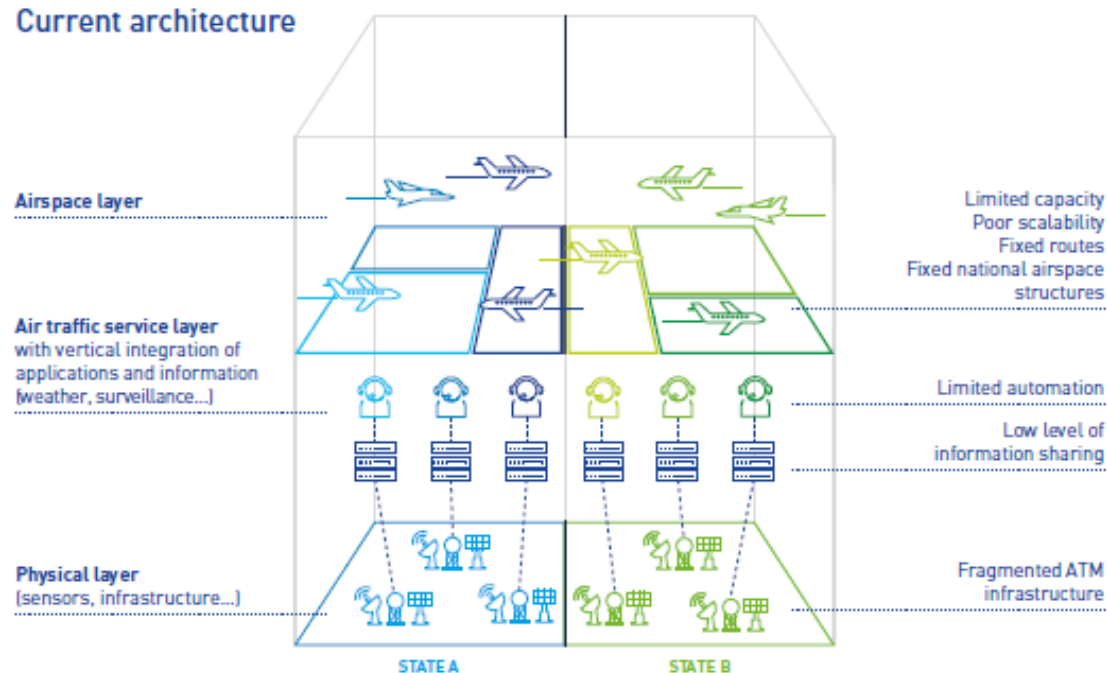 Current architecture
Airspace layer
Limited capacity
Poor scalability
Fixed routes
Fixed national airspace
structures
Air traffic service layer
with vertical integration of
applications and information
(weather, surveillance...)
Limited automation
Low level of
information sharing
Physical layer
(sensors, infrastructure...)
Fragmented ATM
infrastructure
STATE A
STATE B